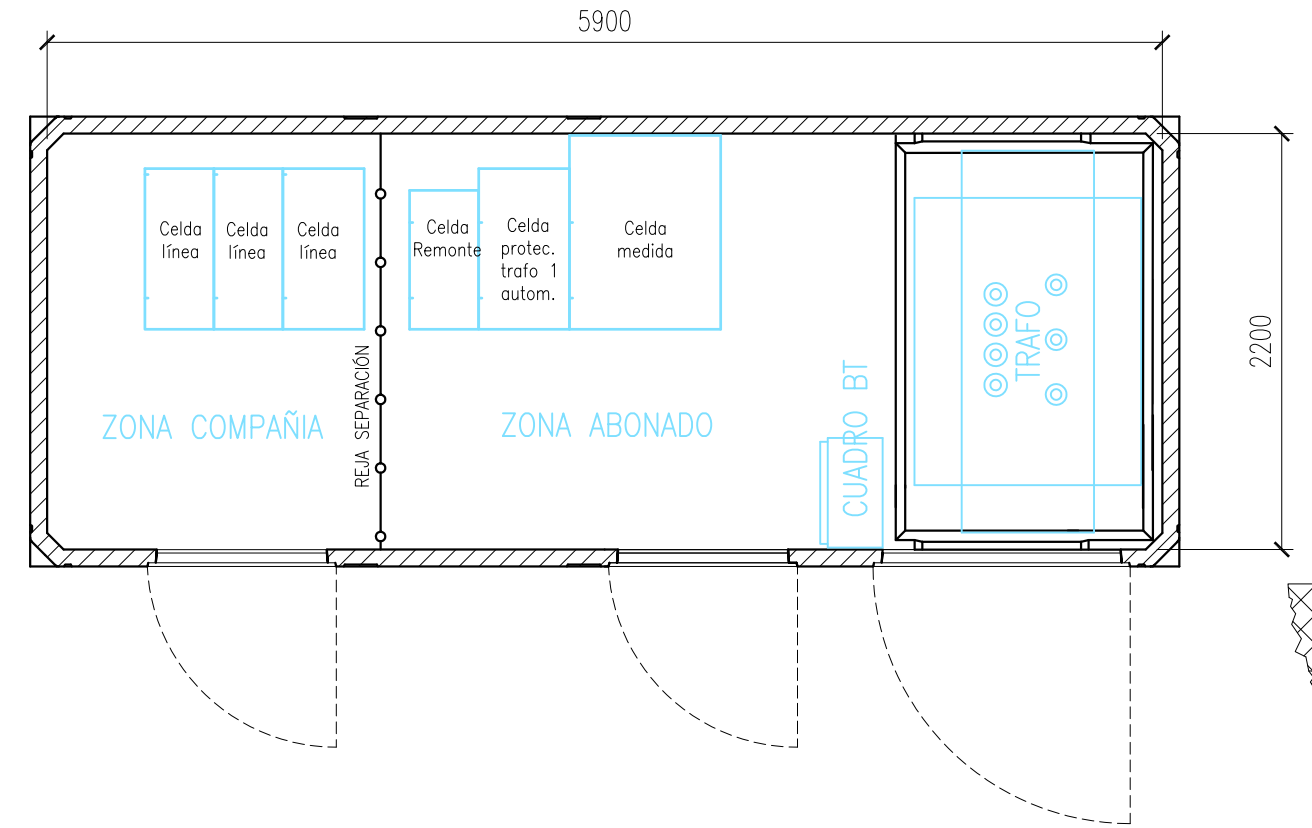 5900
Celda
línea
Celda
línea
Celda
línea
Celda
Remonte
Celda
protec.
trafo 1
autom.
Celda
medida
TRAFO
2200
REJA SEPARACIÓN
CUADRO BT
ZONA COMPAÑIA
ZONA ABONADO